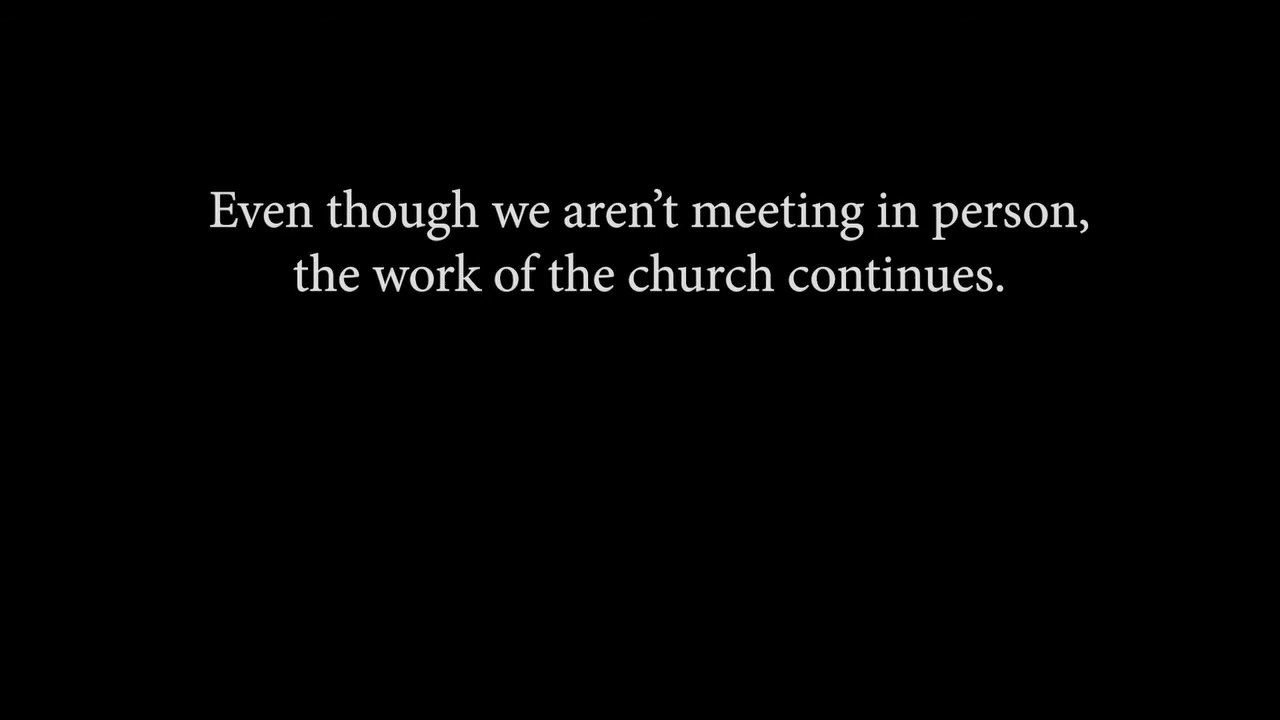 Even though we aren’t meeting in person,
the work of the church continues.